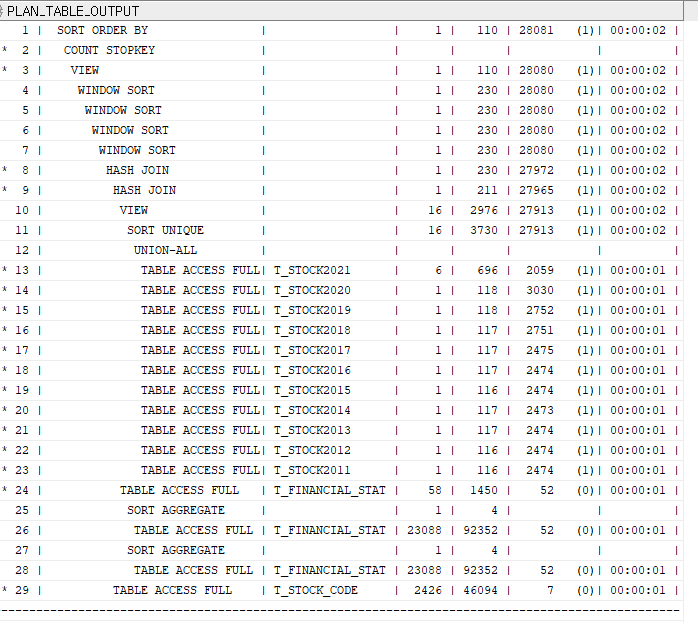 PLAN_TABLE_OUTPUT
   1 |  SORT ORDER BY                |                  |     1 |   110 | 28081   (1)| 00:00:02 |
*  2 |   COUNT STOPKEY               |                  |       |       |            |          |
*  3 |    VIEW                       |                  |     1 |   110 | 28080   (1)| 00:00:02 |
   4 |     WINDOW SORT               |                  |     1 |   230 | 28080   (1)| 00:00:02 |
   5 |      WINDOW SORT              |                  |     1 |   230 | 28080   (1)| 00:00:02 |
   6 |       WINDOW SORT             |                  |     1 |   230 | 28080   (1)| 00:00:02 |
   7 |        WINDOW SORT            |                  |     1 |   230 | 28080   (1)| 00:00:02 |
*  8 |         HASH JOIN             |                  |     1 |   230 | 27972   (1)| 00:00:02 |
*  9 |          HASH JOIN            |                  |     1 |   211 | 27965   (1)| 00:00:02 |
  10 |           VIEW                |                  |    16 |  2976 | 27913   (1)| 00:00:02 |
  11 |            SORT UNIQUE        |                  |    16 |  3730 | 27913   (1)| 00:00:02 |
  12 |             UNION-ALL         |                  |       |       |            |          |
* 13 |              TABLE ACCESS FULL| T_STOCK2021      |     6 |   696 |  2059   (1)| 00:00:01 |
* 14 |              TABLE ACCESS FULL| T_STOCK2020      |     1 |   118 |  3030   (1)| 00:00:01 |
* 15 |              TABLE ACCESS FULL| T_STOCK2019      |     1 |   118 |  2752   (1)| 00:00:01 |
* 16 |              TABLE ACCESS FULL| T_STOCK2018      |     1 |   117 |  2751   (1)| 00:00:01 |
* 17 |              TABLE ACCESS FULL| T_STOCK2017      |     1 |   117 |  2475   (1)| 00:00:01 |
* 18 |              TABLE ACCESS FULL| T_STOCK2016      |     1 |   117 |  2474   (1)| 00:00:01 |
* 19 |              TABLE ACCESS FULL| T_STOCK2015      |     1 |   116 |  2474   (1)| 00:00:01 |
* 20 |              TABLE ACCESS FULL| T_STOCK2014      |     1 |   117 |  2473   (1)| 00:00:01 |
* 21 |              TABLE ACCESS FULL| T_STOCK2013      |     1 |   117 |  2474   (1)| 00:00:01 |
* 22 |              TABLE ACCESS FULL| T_STOCK2012      |     1 |   116 |  2474   (1)| 00:00:01 |
* 23 |              TABLE ACCESS FULL| T_STOCK2011      |     1 |   116 |  2474   (1)| 00:00:01 |
* 24 |           TABLE ACCESS FULL   | T_FINANCIAL_STAT |    58 |  1450 |    52   (0)| 00:00:01 |
  25 |            SORT AGGREGATE     |                  |     1 |     4 |            |          |
  26 |             TABLE ACCESS FULL | T_FINANCIAL_STAT | 23088 | 92352 |    52   (0)| 00:00:01 |
  27 |            SORT AGGREGATE     |                  |     1 |     4 |            |          |
  28 |             TABLE ACCESS FULL | T_FINANCIAL_STAT | 23088 | 92352 |    52   (0)| 00:00:01 |
* 29 |          TABLE ACCESS FULL    | T_STOCK_CODE     |  2426 | 46094 |     7   (0)| 00:00:01 |
-------------------------------------------------------------------------------------------------